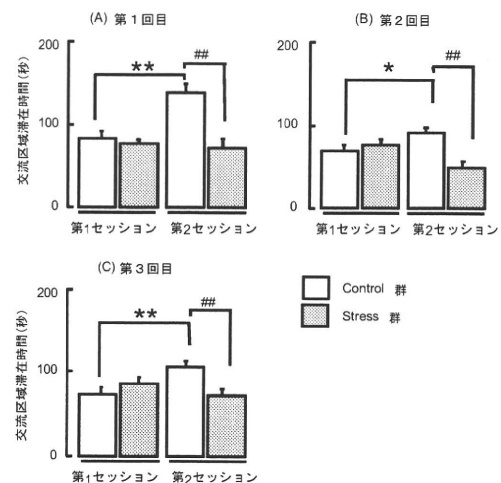 (A) 第1回目
200
100
0
交流区域滞在時間(秒)
**
##
第1セッション
第2セッション
(B) 第2回目
200
100
0
*
##
第1セッション
第2セッション
(C) 第3回目
200
100
0
交流区域滞在時間(秒)
**
##
第1セッション
第2セッション
Control 群
Stress 群